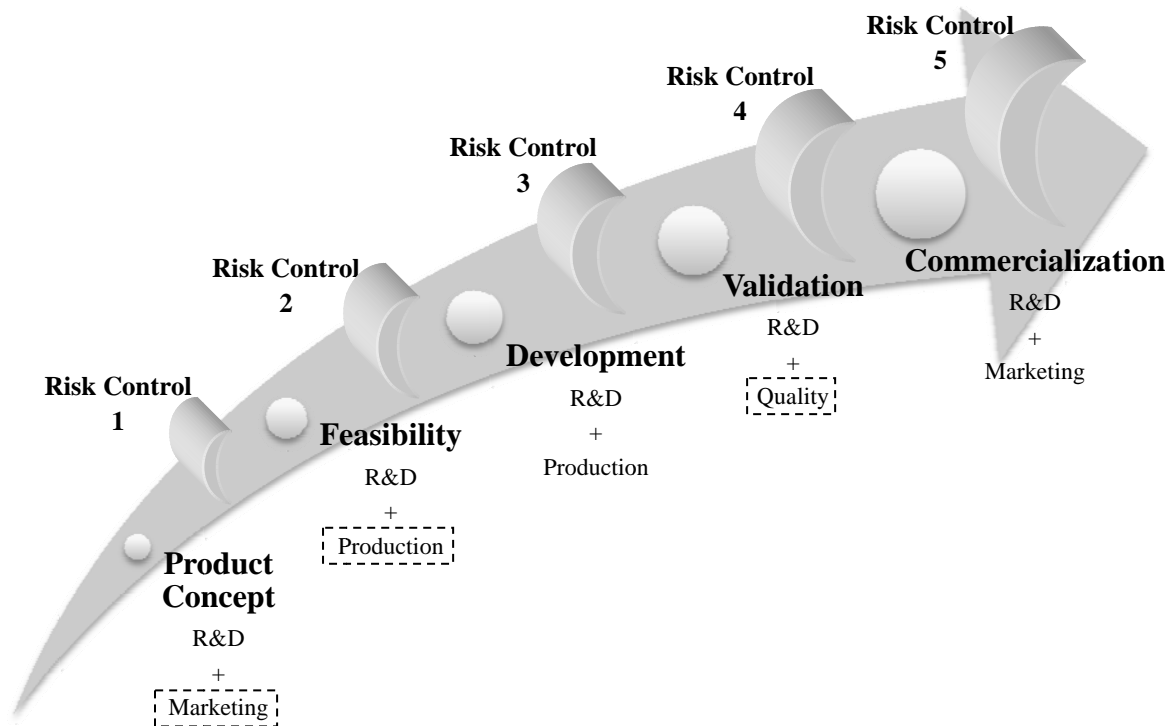 Risk Control
5
Risk Control
4
Risk Control
3
Risk Control
2
Risk Control
1
Commercialization
R&D
+
Marketing
Validation
R&D
+
Quality
Development
R&D
+
Production
Feasibility
R&D
+
Production
Product
Concept
R&D
+
Marketing